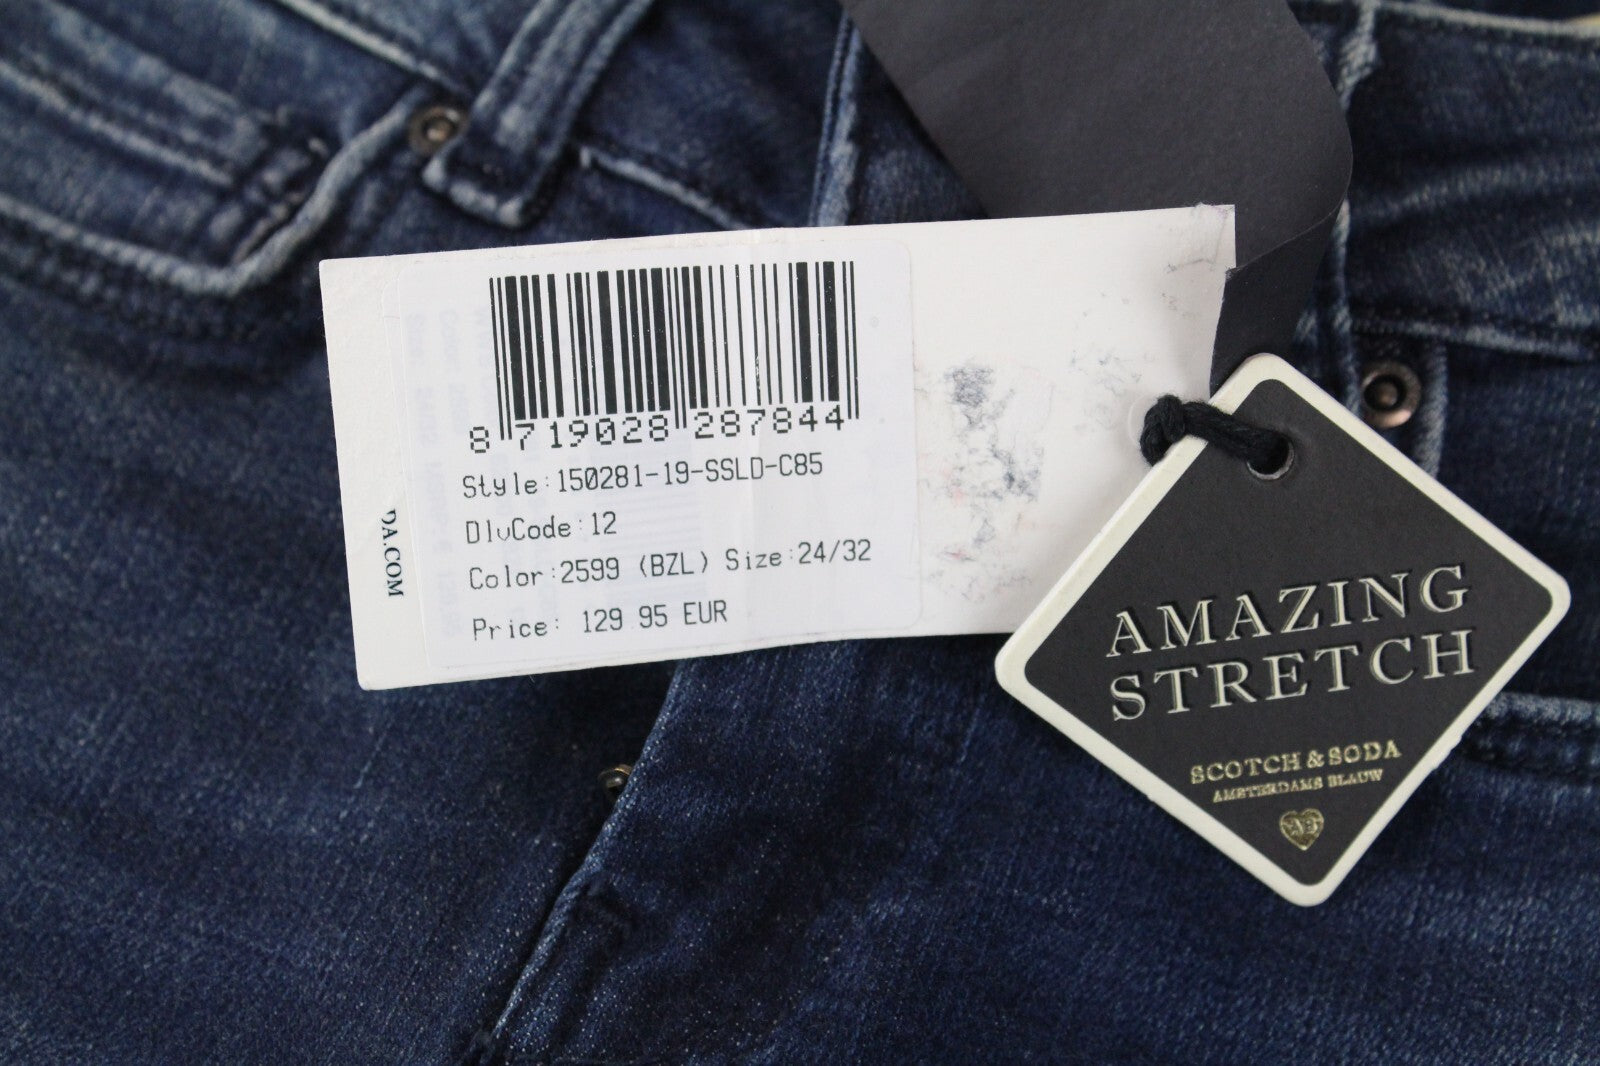 8 719028 287844
Style:150281-19-SSLD-C85
DlvCode:12
Color:2599 (BZL) Size:24/32
Price: 129.95 EUR
DA.COM
AMAZING
STRETCH
SCOTCH & SODA
AMSTERDAMS BLAUW